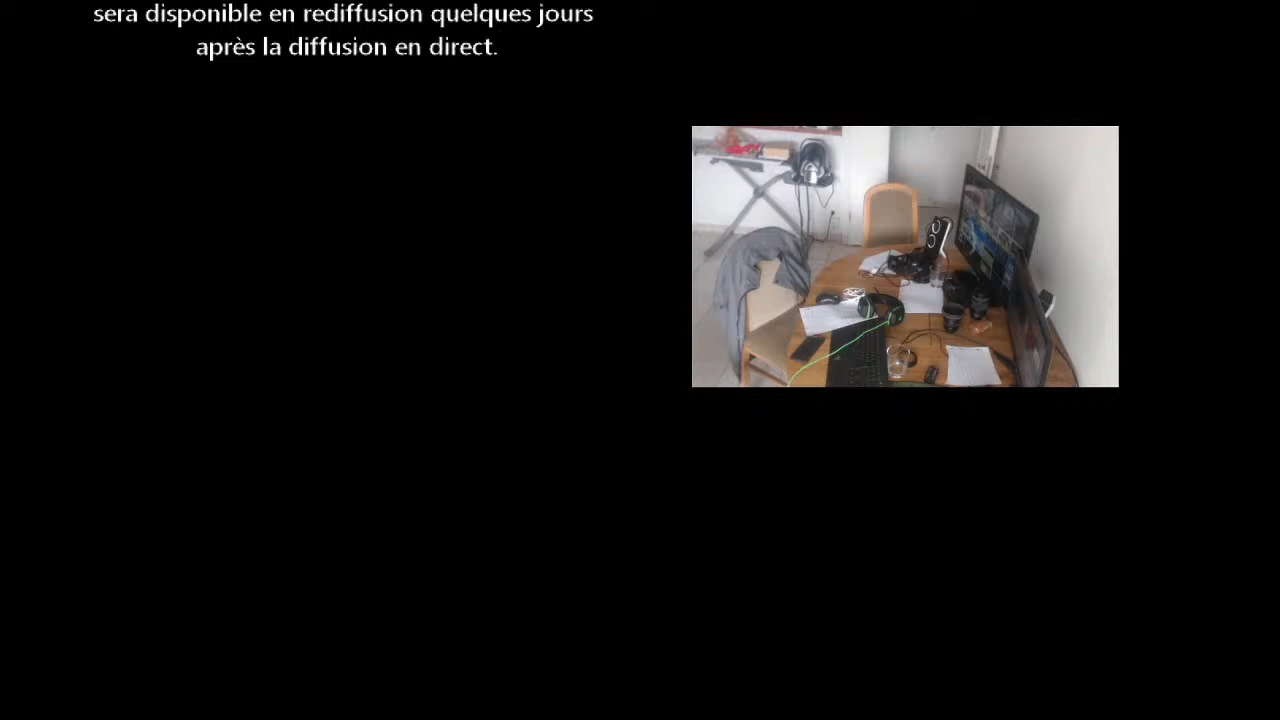 sera disponible en rediffusion quelques jours
après la diffusion en direct.